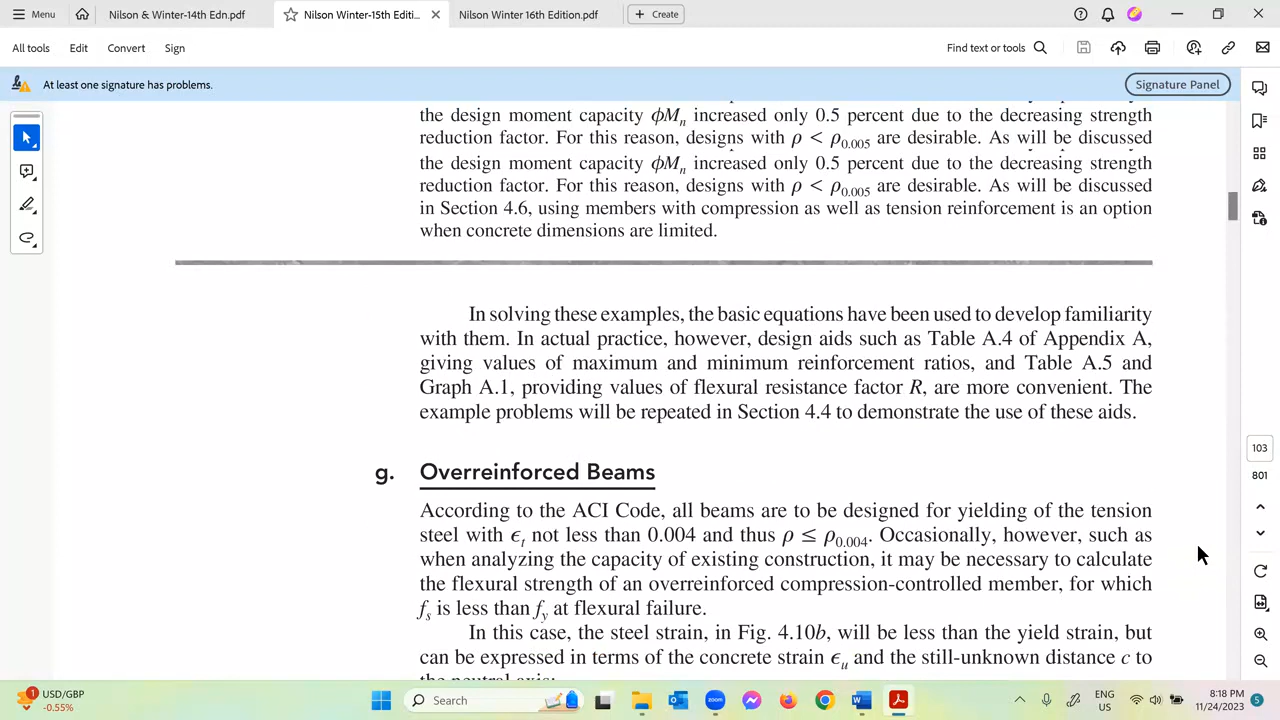 Menu
Nilson & Winter-14th Edn.pdf
Nilson Winter-15th Editi...
Nilson Winter 16th Edition.pdf
+ Create
All tools
Edit
Convert
Sign
Find text or tools
At least one signature has problems.
Signature Panel
the design moment capacity ϕMn increased only 0.5 percent due to the decreasing strength
reduction factor. For this reason, designs with ρ < ρ0.005 are desirable. As will be discussed
the design moment capacity ϕMn increased only 0.5 percent due to the decreasing strength
reduction factor. For this reason, designs with ρ < ρ0.005 are desirable. As will be discussed
in Section 4.6, using members with compression as well as tension reinforcement is an option
when concrete dimensions are limited.
In solving these examples, the basic equations have been used to develop familiarity
with them. In actual practice, however, design aids such as Table A.4 of Appendix A,
giving values of maximum and minimum reinforcement ratios, and Table A.5 and
Graph A.1, providing values of flexural resistance factor R, are more convenient. The
example problems will be repeated in Section 4.4 to demonstrate the use of these aids.
g. Overreinforced Beams
According to the ACI Code, all beams are to be designed for yielding of the tension
steel with ϵt not less than 0.004 and thus ρ ≤ ρ0.004. Occasionally, however, such as
when analyzing the capacity of existing construction, it may be necessary to calculate
the flexural strength of an overreinforced compression-controlled member, for which
fs is less than fy at flexural failure.
In this case, the steel strain, in Fig. 4.10b, will be less than the yield strain, but
can be expressed in terms of the concrete strain ϵu and the still-unknown distance c to
the neutral axis:
103
801
1
USD/GBP
-0.55%
Search
zoom
ENG
US
8:18 PM
11/24/2023
5